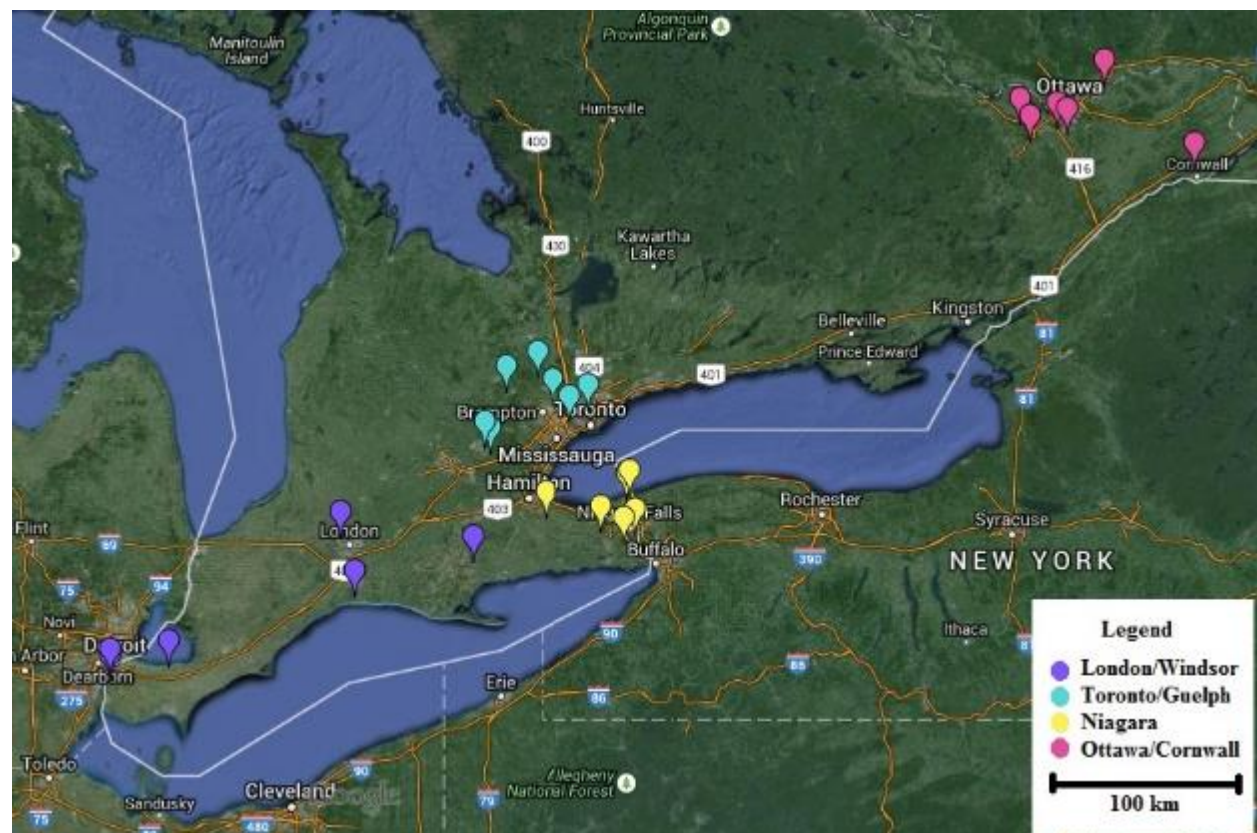 Algonquin
Provincial Park
Manitoulin
Island
Ottawa
Huntsville
400
416
Cornwall
400
Kawartha
Lakes
401
Kingston
Belleville
81
Prince Edward
404
401
81
Brampton
Toronto
Mississauga
Hamilton
403
Rochester
Falls
Flint
London
69
Syracuse
Buffalo
390
NEW YORK
75
94
Novi
90
Ithaca
Detroit
Arbor
Dearborn
Erie
86
86
275
Toledo
90
Allegheny
National Forest
Cleveland
Google
Sandusky
79
75
480
Legend
London/Windsor
Toronto/Guelph
Niagara
Ottawa/Cornwall
100 km